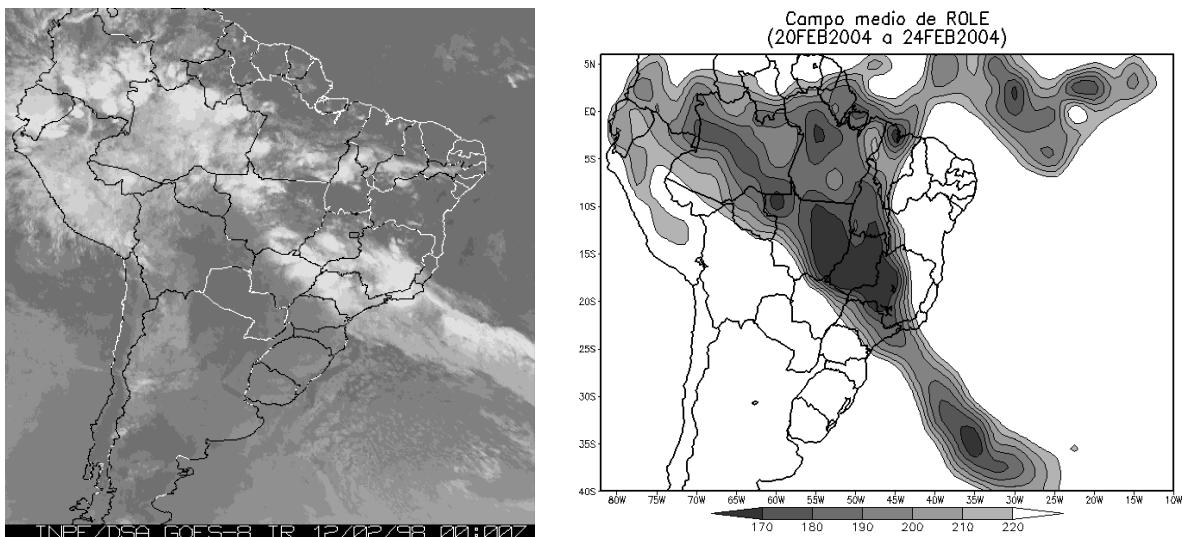 INPE/DSA GOES-8 IR 12/02/98 00:00Z
Campo medio de ROLE
(20FEB2004 a 24FEB2004)
5N
EQ
5S
10S
15S
20S
25S
30S
35S
40S
80W 75W 70W 65W 60W 55W 50W 45W 40W 35W 30W 25W 20W 15W 10W
170 180 190 200 210 220